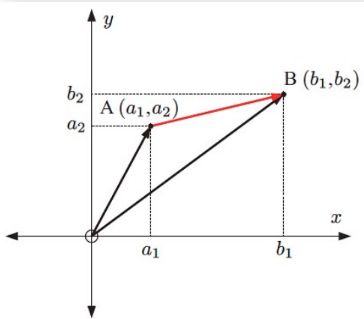 y
B (b₁,b₂)
b₂
A (a₁,a₂)
a₂
x
a₁
b₁